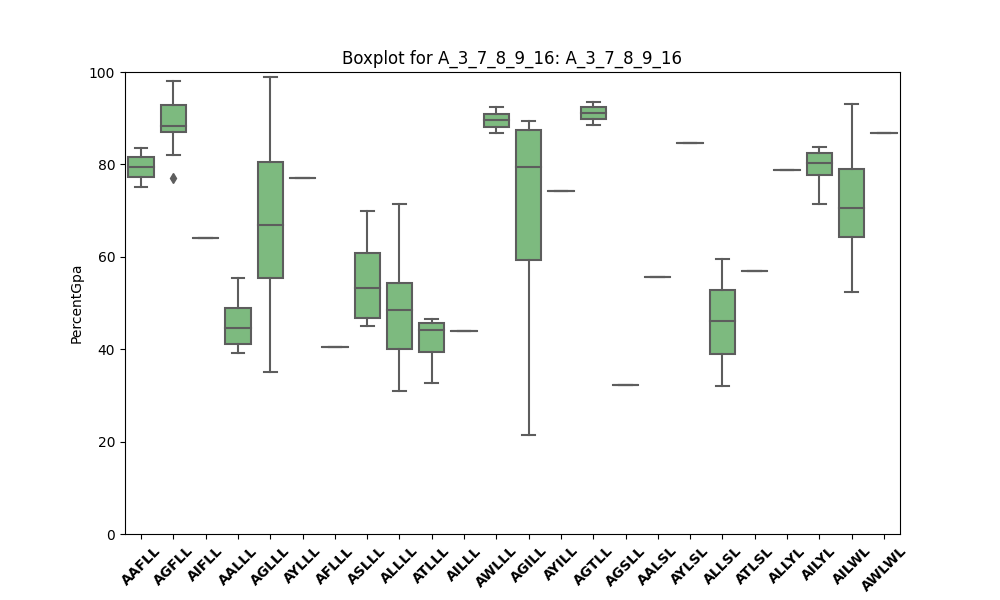 Boxplot for A_3_7_8_9_16: A_3_7_8_9_16
PercentGpa
100
80
60
40
20
0
AAFLL
AGFLL
AIFLL
AALLL
AGLLL
AYLLL
AFLLL
ASLLL
ALLLL
ATLLL
AILLL
AWLLL
AGILL
AYILL
AGTLL
AGSLL
AALSL
AYLSL
ALLSL
ATLSL
ALLYL
AILYL
AILWL
AWLWL